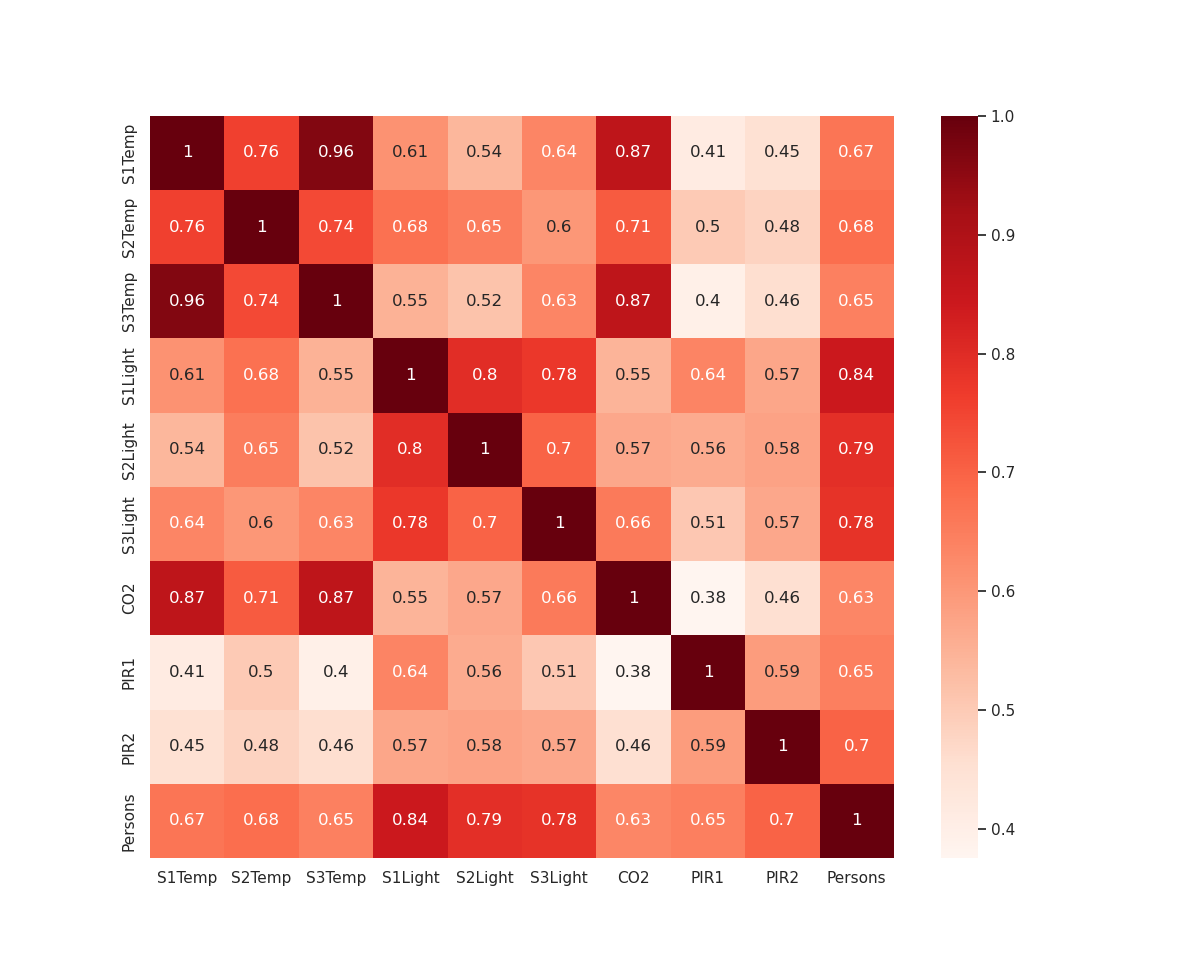 S1Temp 1 0.76 0.96 0.61 0.54 0.64 0.87 0.41 0.45 0.67
S2Temp 0.76 1 0.74 0.68 0.65 0.6 0.71 0.5 0.48 0.68
S3Temp 0.96 0.74 1 0.55 0.52 0.63 0.87 0.4 0.46 0.65
S1Light 0.61 0.68 0.55 1 0.8 0.78 0.55 0.64 0.57 0.84
S2Light 0.54 0.65 0.52 0.8 1 0.7 0.57 0.56 0.58 0.79
S3Light 0.64 0.6 0.63 0.78 0.7 1 0.66 0.51 0.57 0.78
CO2 0.87 0.71 0.87 0.55 0.57 0.66 1 0.38 0.46 0.63
PIR1 0.41 0.5 0.4 0.64 0.56 0.51 0.38 1 0.59 0.65
PIR2 0.45 0.48 0.46 0.57 0.58 0.57 0.46 0.59 1 0.7
Persons 0.67 0.68 0.65 0.84 0.79 0.78 0.63 0.65 0.7 1
S1Temp S2Temp S3Temp S1Light S2Light S3Light CO2 PIR1 PIR2 Persons
1.0
0.9
0.8
0.7
0.6
0.5
0.4